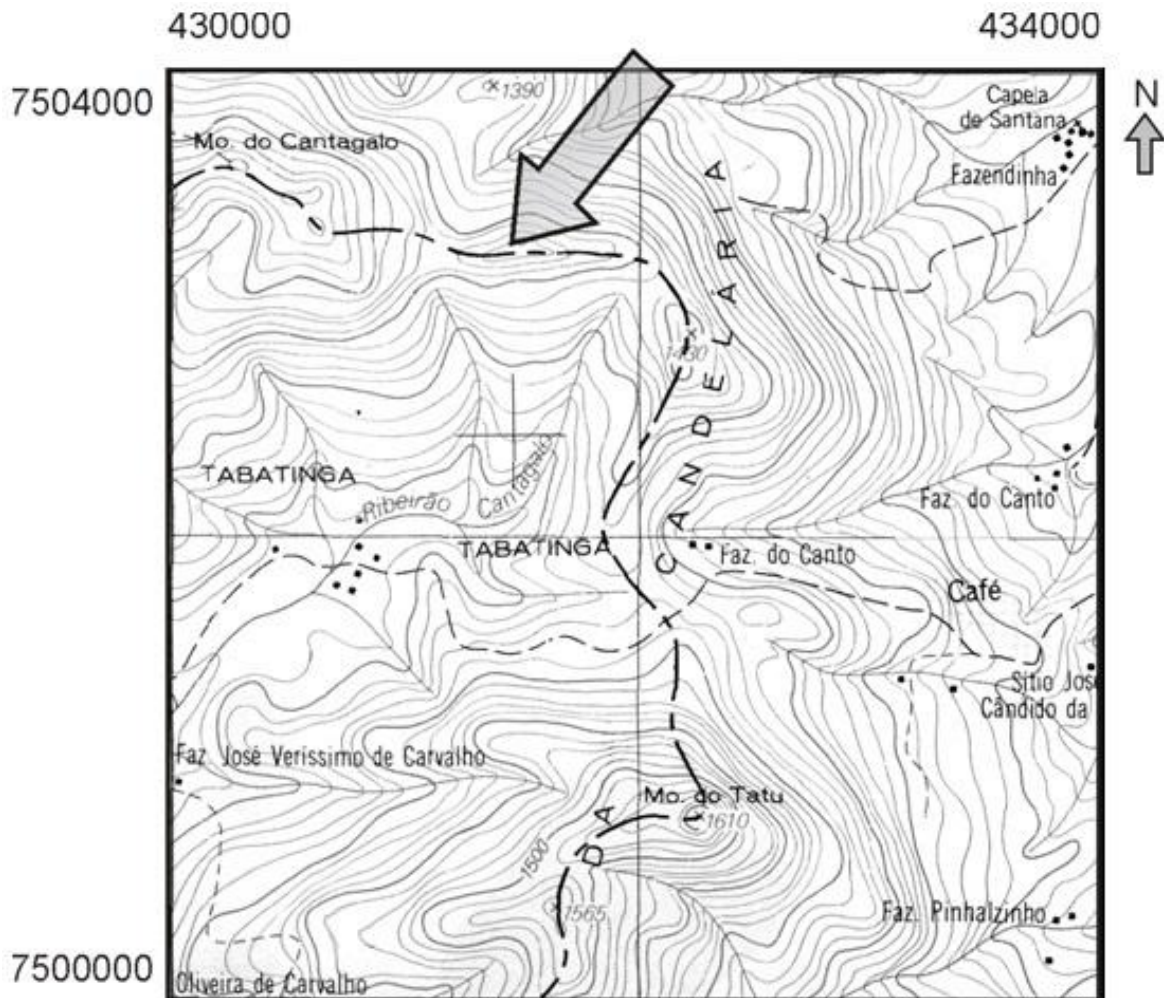 430000
434000
7504000
N
1390
Mo. do Cantagalo
Capela
de Santana
Fazendinha
1430
CANDELÁRIA
TABATINGA
Ribeirão Cantagalo
TABATINGA
Faz. do Canto
Faz. do Canto
Café
Sítio José
Cândido da
Faz. José Veríssimo de Carvalho
Mo. do Tatu
1610
DA
1500
1565
Faz. Pinhalzinho
7500000
Oliveira de Carvalho